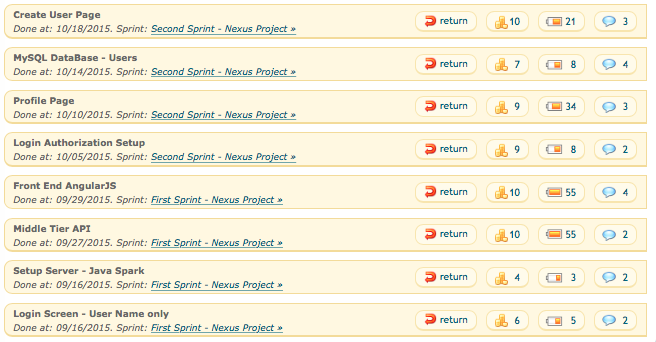 Create User Page
Done at: 10/18/2015. Sprint: Second Sprint - Nexus Project » return 10 21 3
MySQL DataBase - Users
Done at: 10/14/2015. Sprint: Second Sprint - Nexus Project » return 7 8 4
Profile Page
Done at: 10/10/2015. Sprint: Second Sprint - Nexus Project » return 9 34 3
Login Authorization Setup
Done at: 10/05/2015. Sprint: Second Sprint - Nexus Project » return 9 8 2
Front End AngularJS
Done at: 09/29/2015. Sprint: First Sprint - Nexus Project » return 10 55 4
Middle Tier API
Done at: 09/27/2015. Sprint: First Sprint - Nexus Project » return 10 55 2
Setup Server - Java Spark
Done at: 09/16/2015. Sprint: First Sprint - Nexus Project » return 4 3 2
Login Screen - User Name only
Done at: 09/16/2015. Sprint: First Sprint - Nexus Project » return 6 5 2